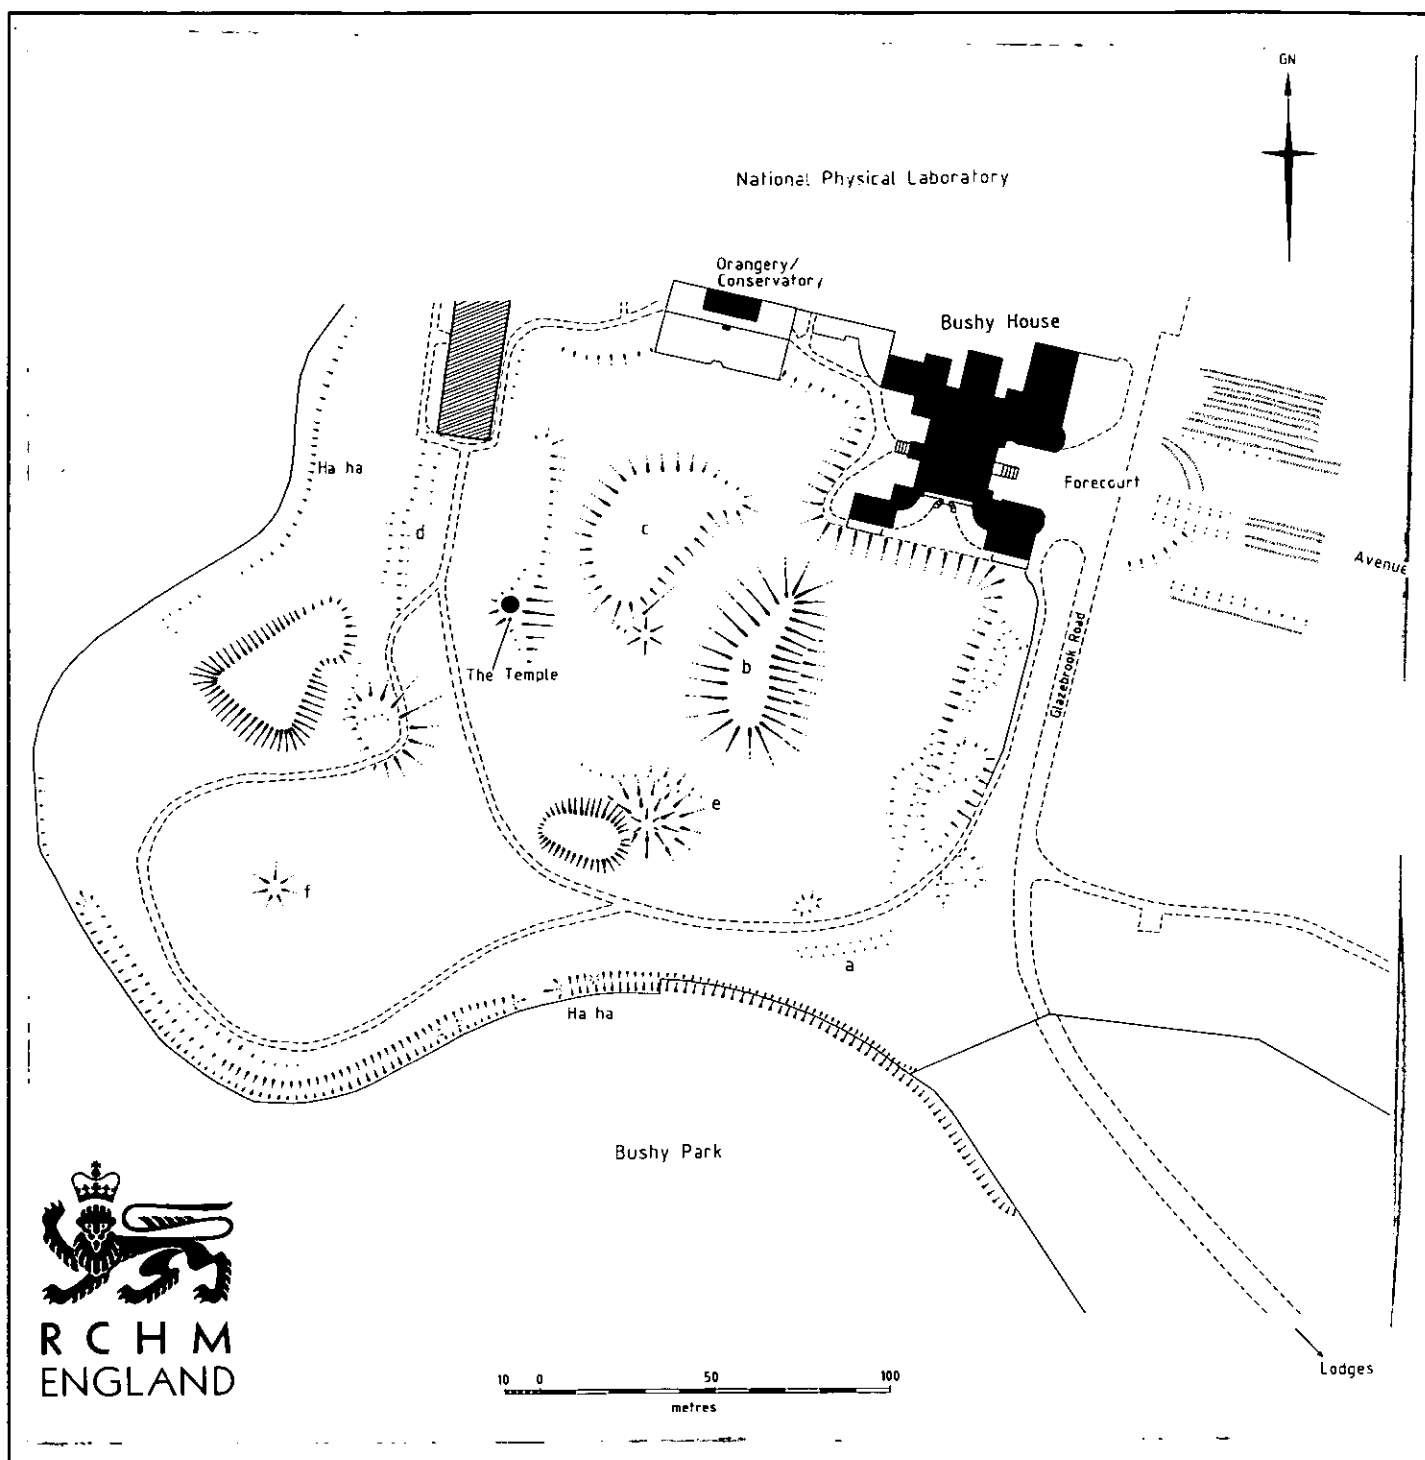 GN
National Physical Laboratory
Orangery/
Conservatory
Bushy House
Ha ha
Forecourt
d
c
Avenue
Glazebrook Road
b
The Temple
e
f
a
Ha ha
Bushy Park
R C H M
ENGLAND
10 0 50 100
metres
Lodges